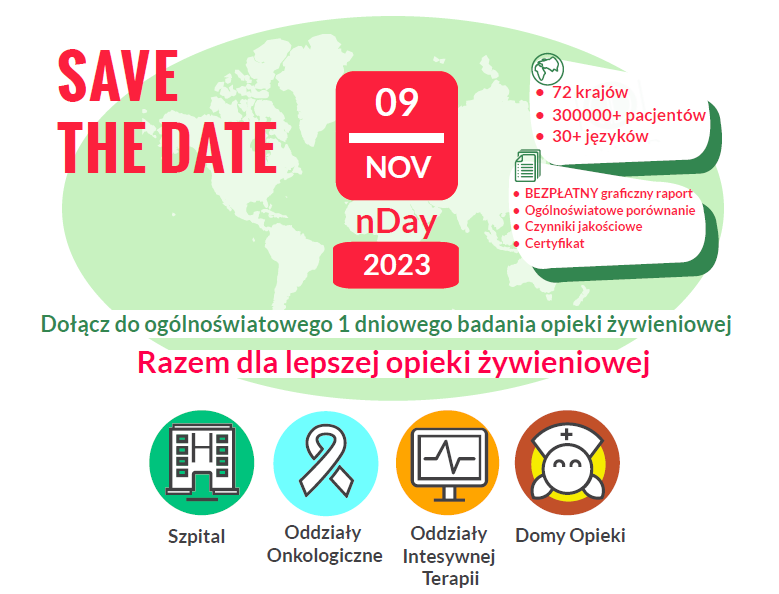 SAVE
THE DATE
09
NOV
nDay
2023
• 72 krajów
• 300000+ pacjentów
• 30+ języków
• BEZPŁATNY graficzny raport
• Ogólnoświatowe porównanie
• Czynniki jakościowe
• Certyfikat
Dołącz do ogólnoświatowego 1 dniowego badania opieki żywieniowej
Razem dla lepszej opieki żywieniowej
H
Szpital
Oddziały
Onkologiczne
Oddziały
Intesywnej
Terapii
Domy Opieki